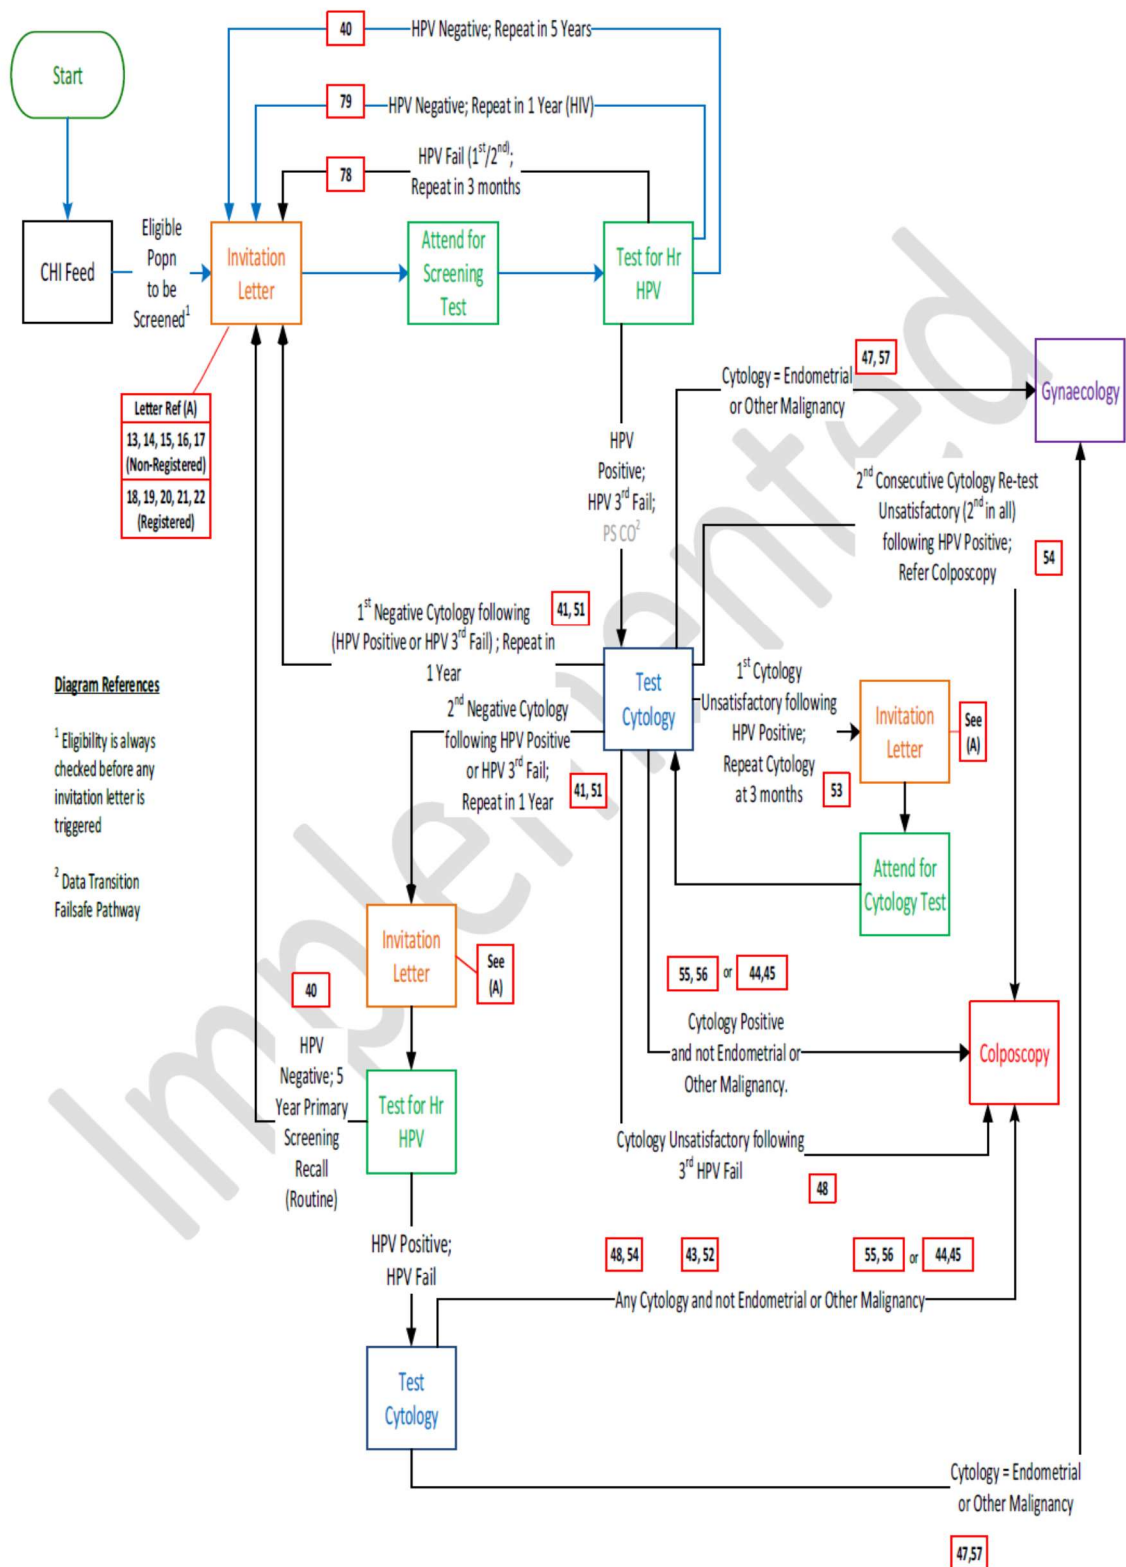 40
HPV Negative; Repeat in 5 Years
Start
79
HPV Negative; Repeat in 1 Year (HIV)
78
HPV Fail (1st/2nd);
Repeat in 3 months
CHI Feed
Eligible
Popn
to be
Screened1
Invitation
Letter
Attend for
Screening
Test
Test for Hr
HPV
Letter Ref (A)
13, 14, 15, 16, 17
(Non-Registered)
18, 19, 20, 21, 22
(Registered)
HPV
Positive;
HPV 3rd Fail;
PS CO2
47, 57
Cytology = Endometrial
or Other Malignancy
Gynaecology
2nd Consecutive Cytology Re-test
Unsatisfactory (2nd in all)
following HPV Positive;
Refer Colposcopy
54
1st Negative Cytology following
(HPV Positive or HPV 3rd Fail) ; Repeat in
1 Year
41, 51
Test
Cytology
1st Cytology
Unsatisfactory following
HPV Positive;
Repeat Cytology
at 3 months
53
Invitation
Letter
See
(A)
Attend for
Cytology Test
Diagram References
1 Eligibility is always
checked before any
invitation letter is
triggered
2 Data Transition
Failsafe Pathway
2nd Negative Cytology
following HPV Positive
or HPV 3rd Fail;
Repeat in 1 Year
41, 51
Invitation
Letter
See
(A)
40
HPV
Negative; 5
Year Primary
Screening
Recall
(Routine)
Test for Hr
HPV
55, 56 or 44,45
Cytology Positive
and not Endometrial or
Other Malignancy.
Colposcopy
Cytology Unsatisfactory following
3rd HPV Fail
48
HPV Positive;
HPV Fail
48, 54
43, 52
55, 56 or 44,45
Any Cytology and not Endometrial or Other Malignancy
Test
Cytology
Cytology = Endometrial
or Other Malignancy
47,57
Implemented